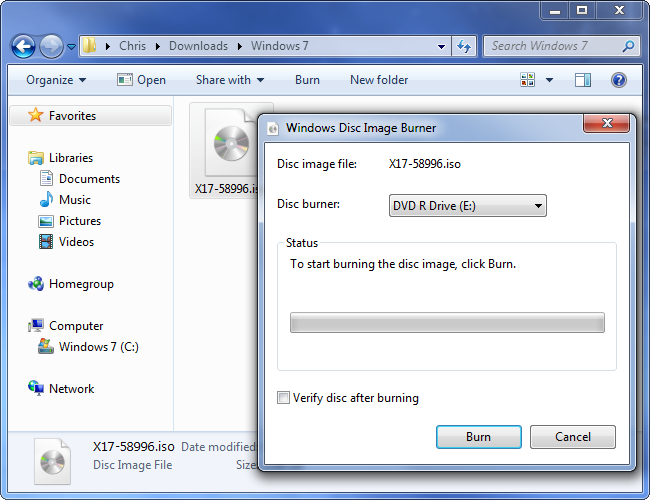 Chris Downloads Windows 7
Search Windows 7
Organize Open Share with Burn New folder
Favorites
Libraries
Documents
Music
Pictures
Videos
Homegroup
Computer
Windows 7 (C:)
Network
X17-58996.is
Windows Disc Image Burner
Disc image file: X17-58996.iso
Disc burner: DVD R Drive (E:)
Status
To start burning the disc image, click Burn.
Verify disc after burning
Burn Cancel
X17-58996.iso Date modified:
Disc Image File Size: